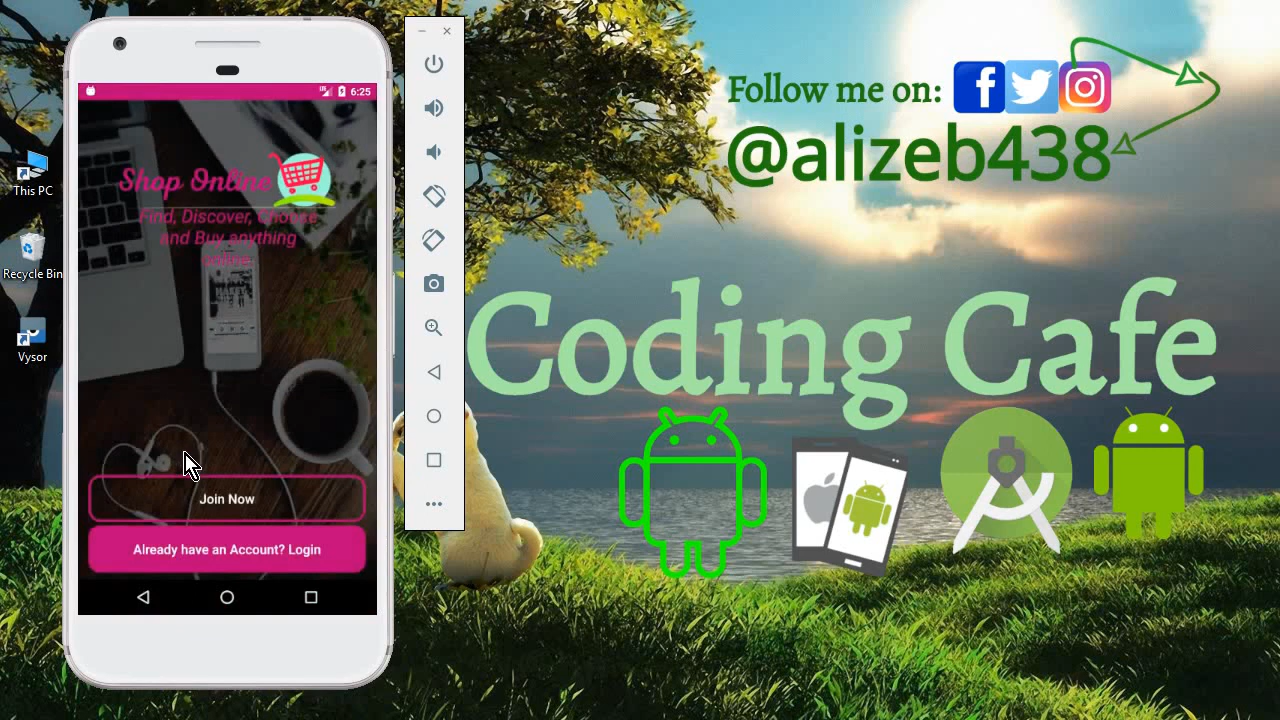 This PC
Recycle Bin
Vysor
6:25
Shop Online
Find, Discover, Choose
and Buy anything
online
Join Now
Already have an Account? Login
Follow me on:
@alizeb438
Coding Cafe